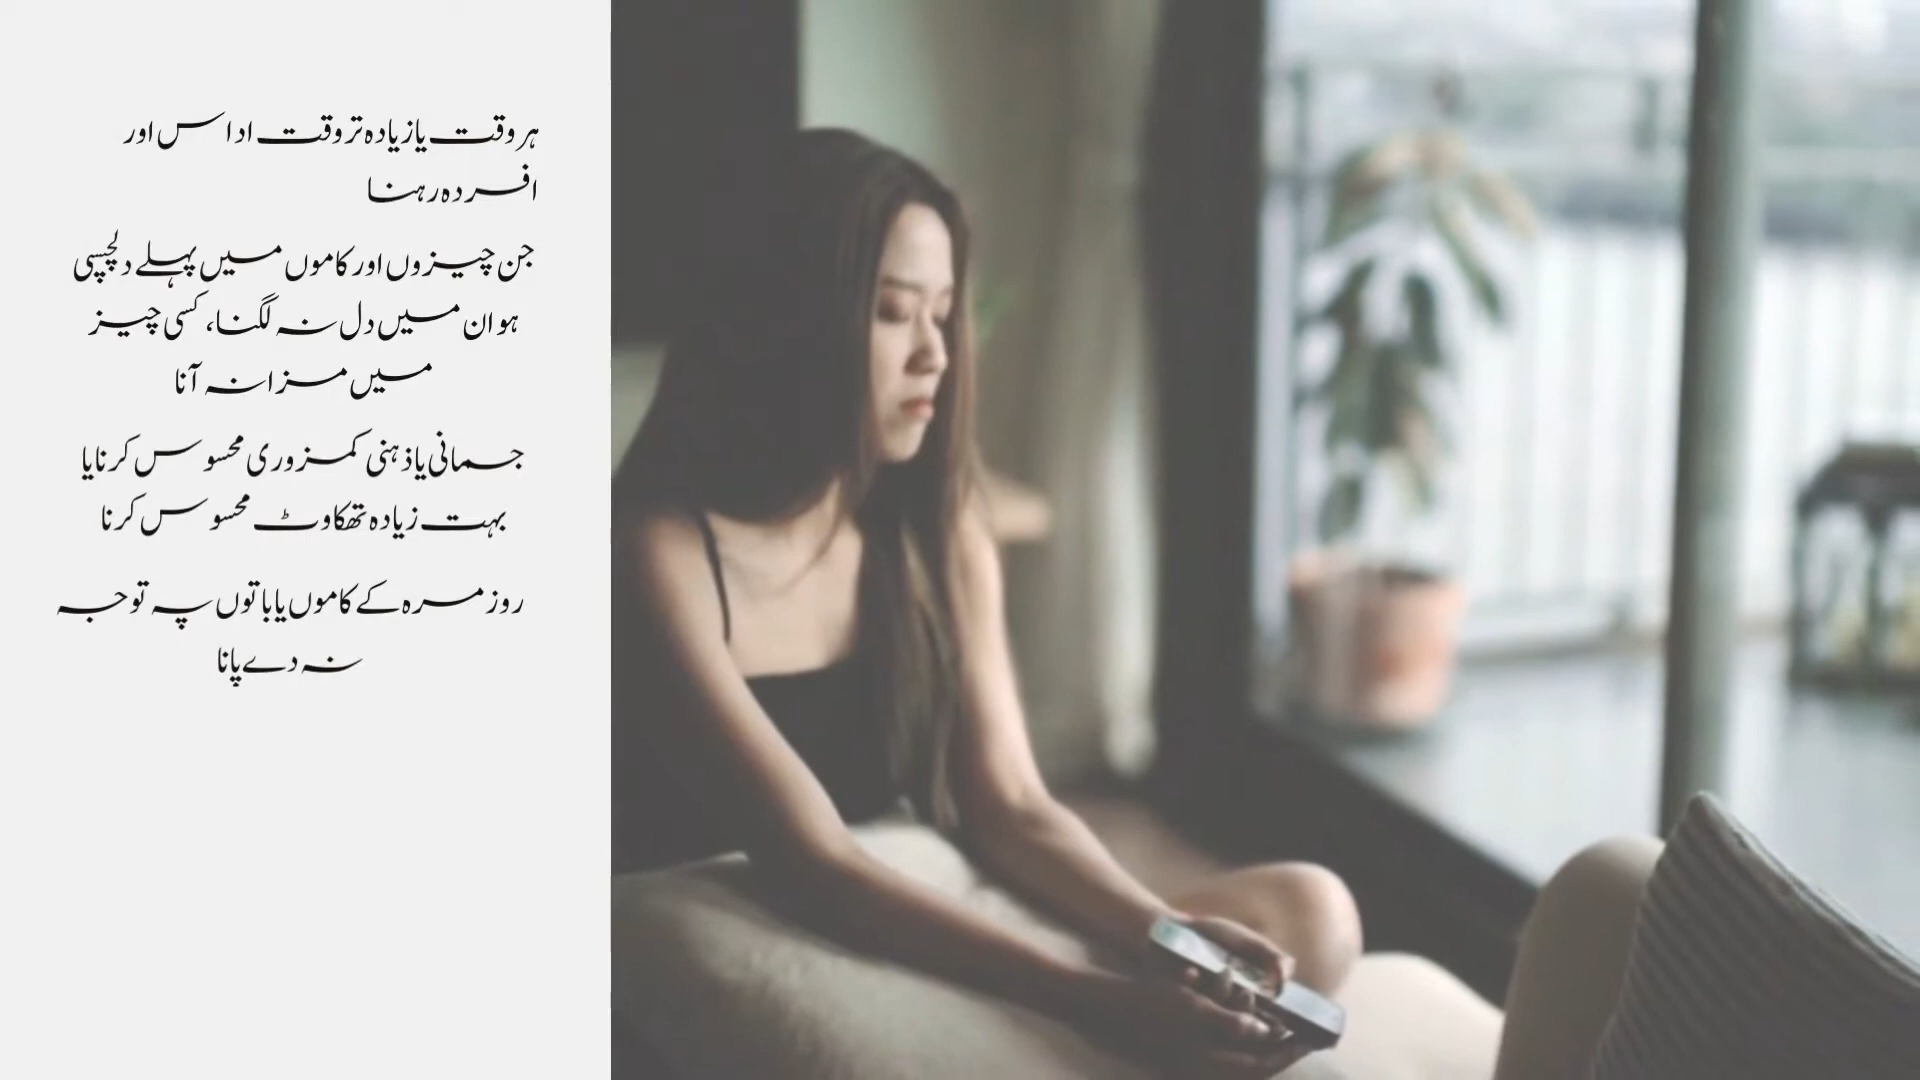 ہر وقت یا زیادہ تر وقت اداس اور
افسردہ رہنا
جن چیزوں اور کاموں میں پہلے دلچسپی
ہو ان میں دل نہ لگنا، کسی چیز
میں مزا نہ آنا
جسمانی یا ذہنی کمزوری محسوس کرنا یا
بہت زیادہ تھکاوٹ محسوس کرنا
روز مرہ کے کاموں یا باتوں پہ توجہ
نہ دے پانا